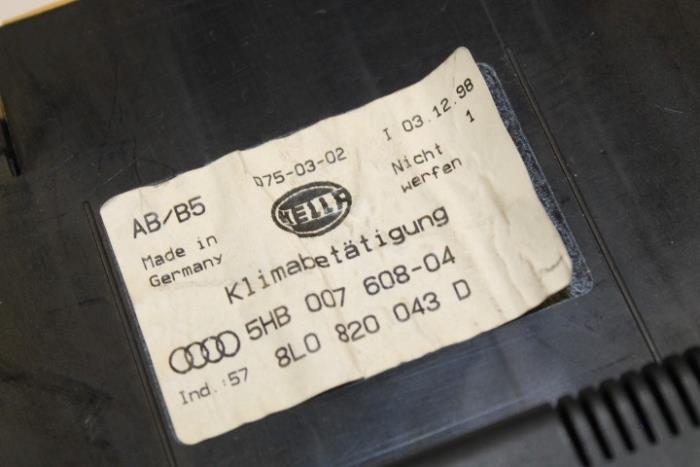 075-03-02 I 03.12.98
AB/B5 HELLA Nicht 1
Made in werfen
Germany
Klimabetätigung
5HB 007 608-04
Ind.:57 8L0 820 043 D